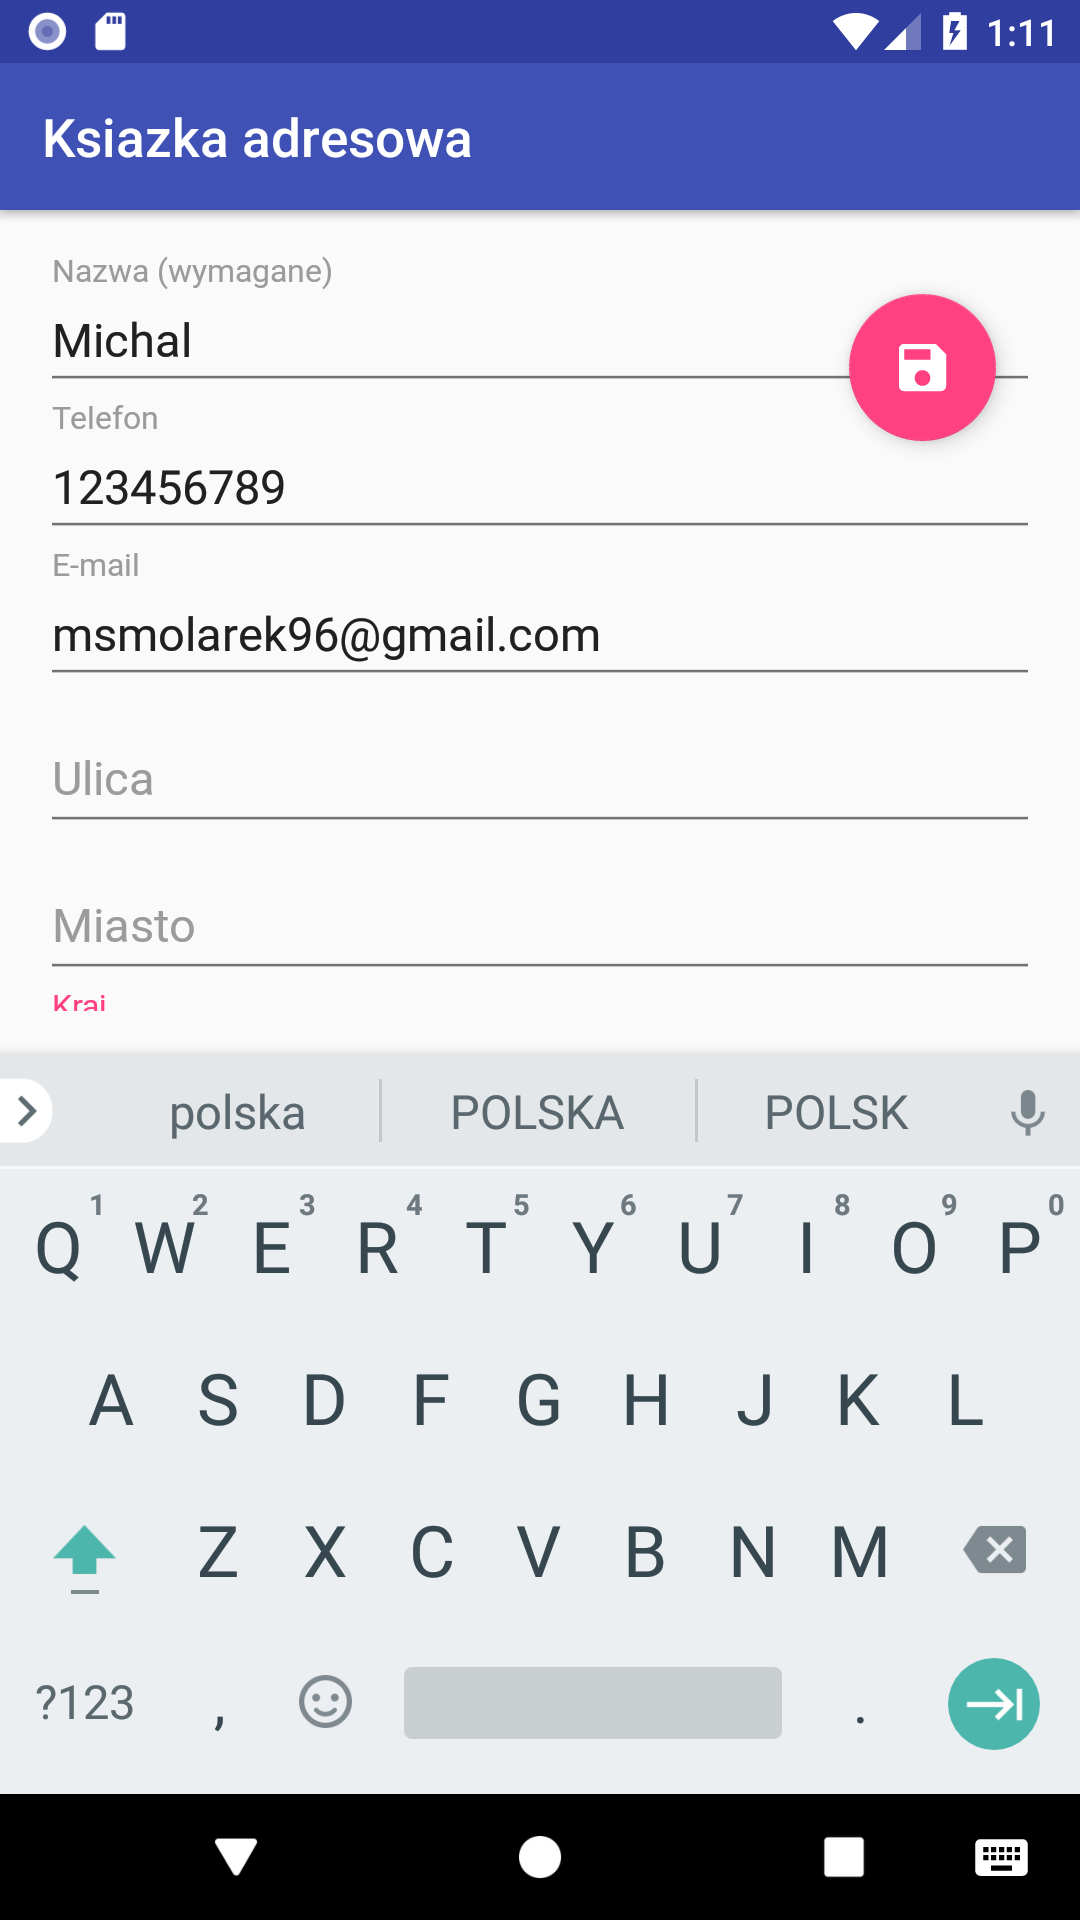 1:11
Ksiazka adresowa
Nazwa (wymagane)
Michal
Telefon
123456789
E-mail
msmolarek96@gmail.com
Ulica
Miasto
Kraj
polska POLSKA POLSK
1 2 3 4 5 6 7 8 9 0
Q W E R T Y U I O P
A S D F G H J K L
Z X C V B N M
?123 , .